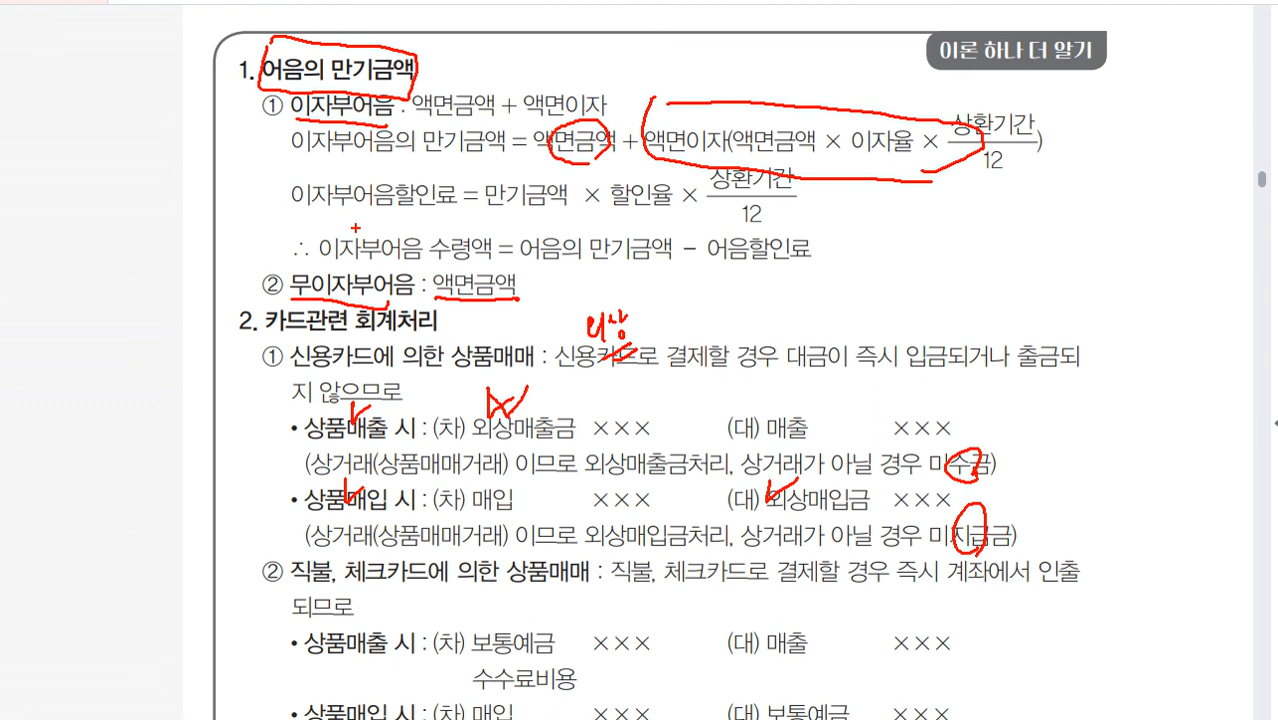 이론 하나 더 알기
1. 어음의 만기금액
① 이자부어음 : 액면금액 + 액면이자
이자부어음의 만기금액 = 액면금액 + 액면이자(액면금액 × 이자율 × 상환기간/12)
이자부어음할인료 = 만기금액 × 할인율 × 상환기간/12
∴ 이자부어음 수령액 = 어음의 만기금액 − 어음할인료
② 무이자부어음 : 액면금액
2. 카드관련 회계처리
외상
① 신용카드에 의한 상품매매 : 신용카드로 결제할 경우 대금이 즉시 입금되거나 출금되
지 않으므로
• 상품매출 시 : (차) 외상매출금 ××× (대) 매출 ×××
(상거래(상품매매거래) 이므로 외상매출금처리, 상거래가 아닐 경우 미수금)
• 상품매입 시 : (차) 매입 ××× (대) 외상매입금 ×××
(상거래(상품매매거래) 이므로 외상매입금처리, 상거래가 아닐 경우 미지급금)
② 직불, 체크카드에 의한 상품매매 : 직불, 체크카드로 결제할 경우 즉시 계좌에서 인출
되므로
• 상품매출 시 : (차) 보통예금 ××× (대) 매출 ×××
수수료비용
• 상품매입 시 : (차) 매입 ××× (대) 보통예금 ×××